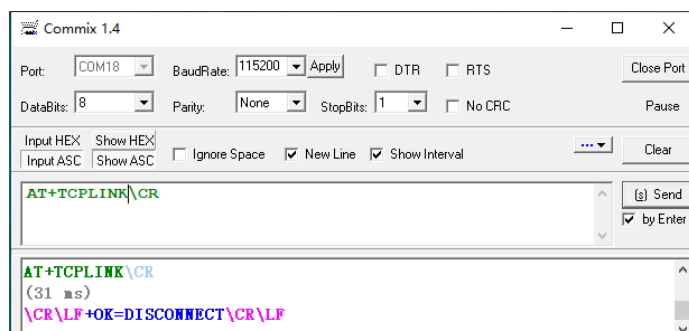 Commix 1.4
Port: COM18 BaudRate: 115200 Apply DTR RTS Close Port
DataBits: 8 Parity: None StopBits: 1 No CRC Pause
Input HEX Show HEX
Input ASC Show ASC Ignore Space New Line Show Interval ... Clear
AT+TCPLINK\CR (s) Send
by Enter
AT+TCPLINK\CR
(31 ms)
\CR\LF+OK=DISCONNECT\CR\LF